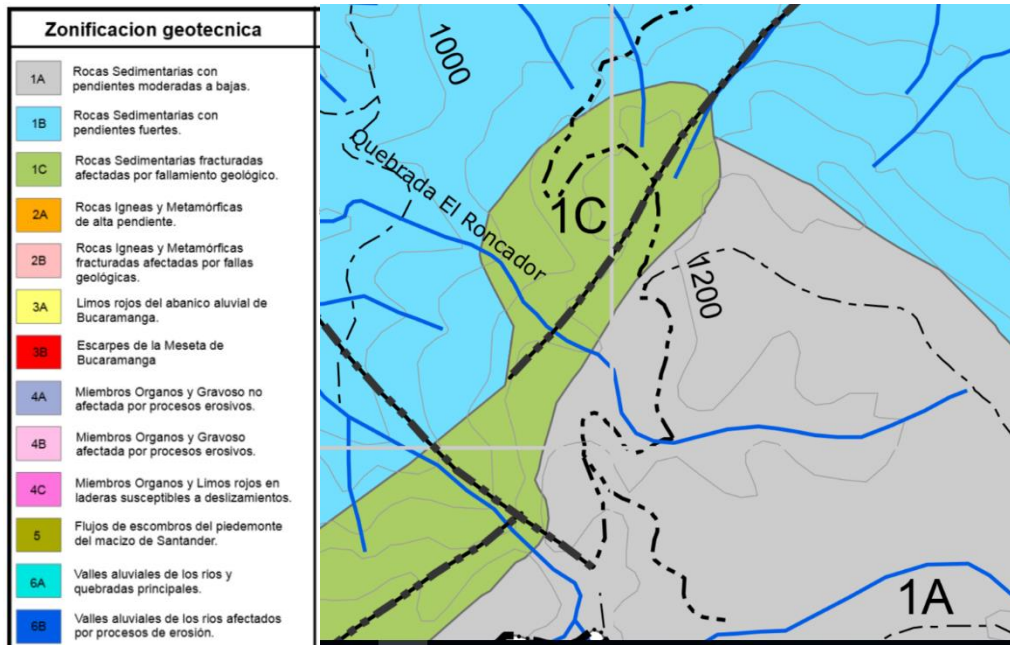 Zonificacion geotecnica
1A
Rocas Sedimentarias con
pendientes moderadas a bajas.
1B
Rocas Sedimentarias con
pendientes fuertes.
1C
Rocas Sedimentarias fracturadas
afectadas por fallamiento geológico.
2A
Rocas Igneas y Metamórficas
de alta pendiente.
2B
Rocas Igneas y Metamórficas
fracturadas afectadas por fallas
geológicas.
3A
Limos rojos del abanico aluvial de
Bucaramanga.
3B
Escarpes de la Meseta de
Bucaramanga
4A
Miembros Organos y Gravoso no
afectada por procesos erosivos.
4B
Miembros Organos y Gravoso
afectada por procesos erosivos.
4C
Miembros Organos y Limos rojos en
laderas susceptibles a deslizamientos.
5
Flujos de escombros del piedemonte
del macizo de Santander.
6A
Valles aluviales de los ríos y
quebradas principales.
6B
Valles aluviales de los ríos afectados
por procesos de erosión.
1000
Quebrada El Roncador
1C
1200
1A